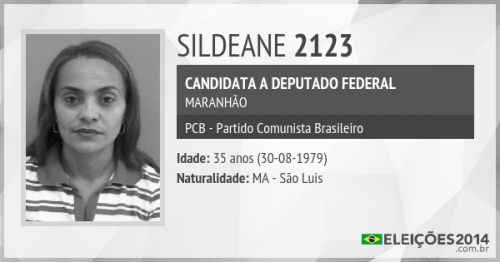 SILDEANE 2123
CANDIDATA A DEPUTADO FEDERAL
MARANHÃO
PCB - Partido Comunista Brasileiro
Idade: 35 anos (30-08-1979)
Naturalidade: MA - São Luis
ELEIÇÕES2014
.com.br